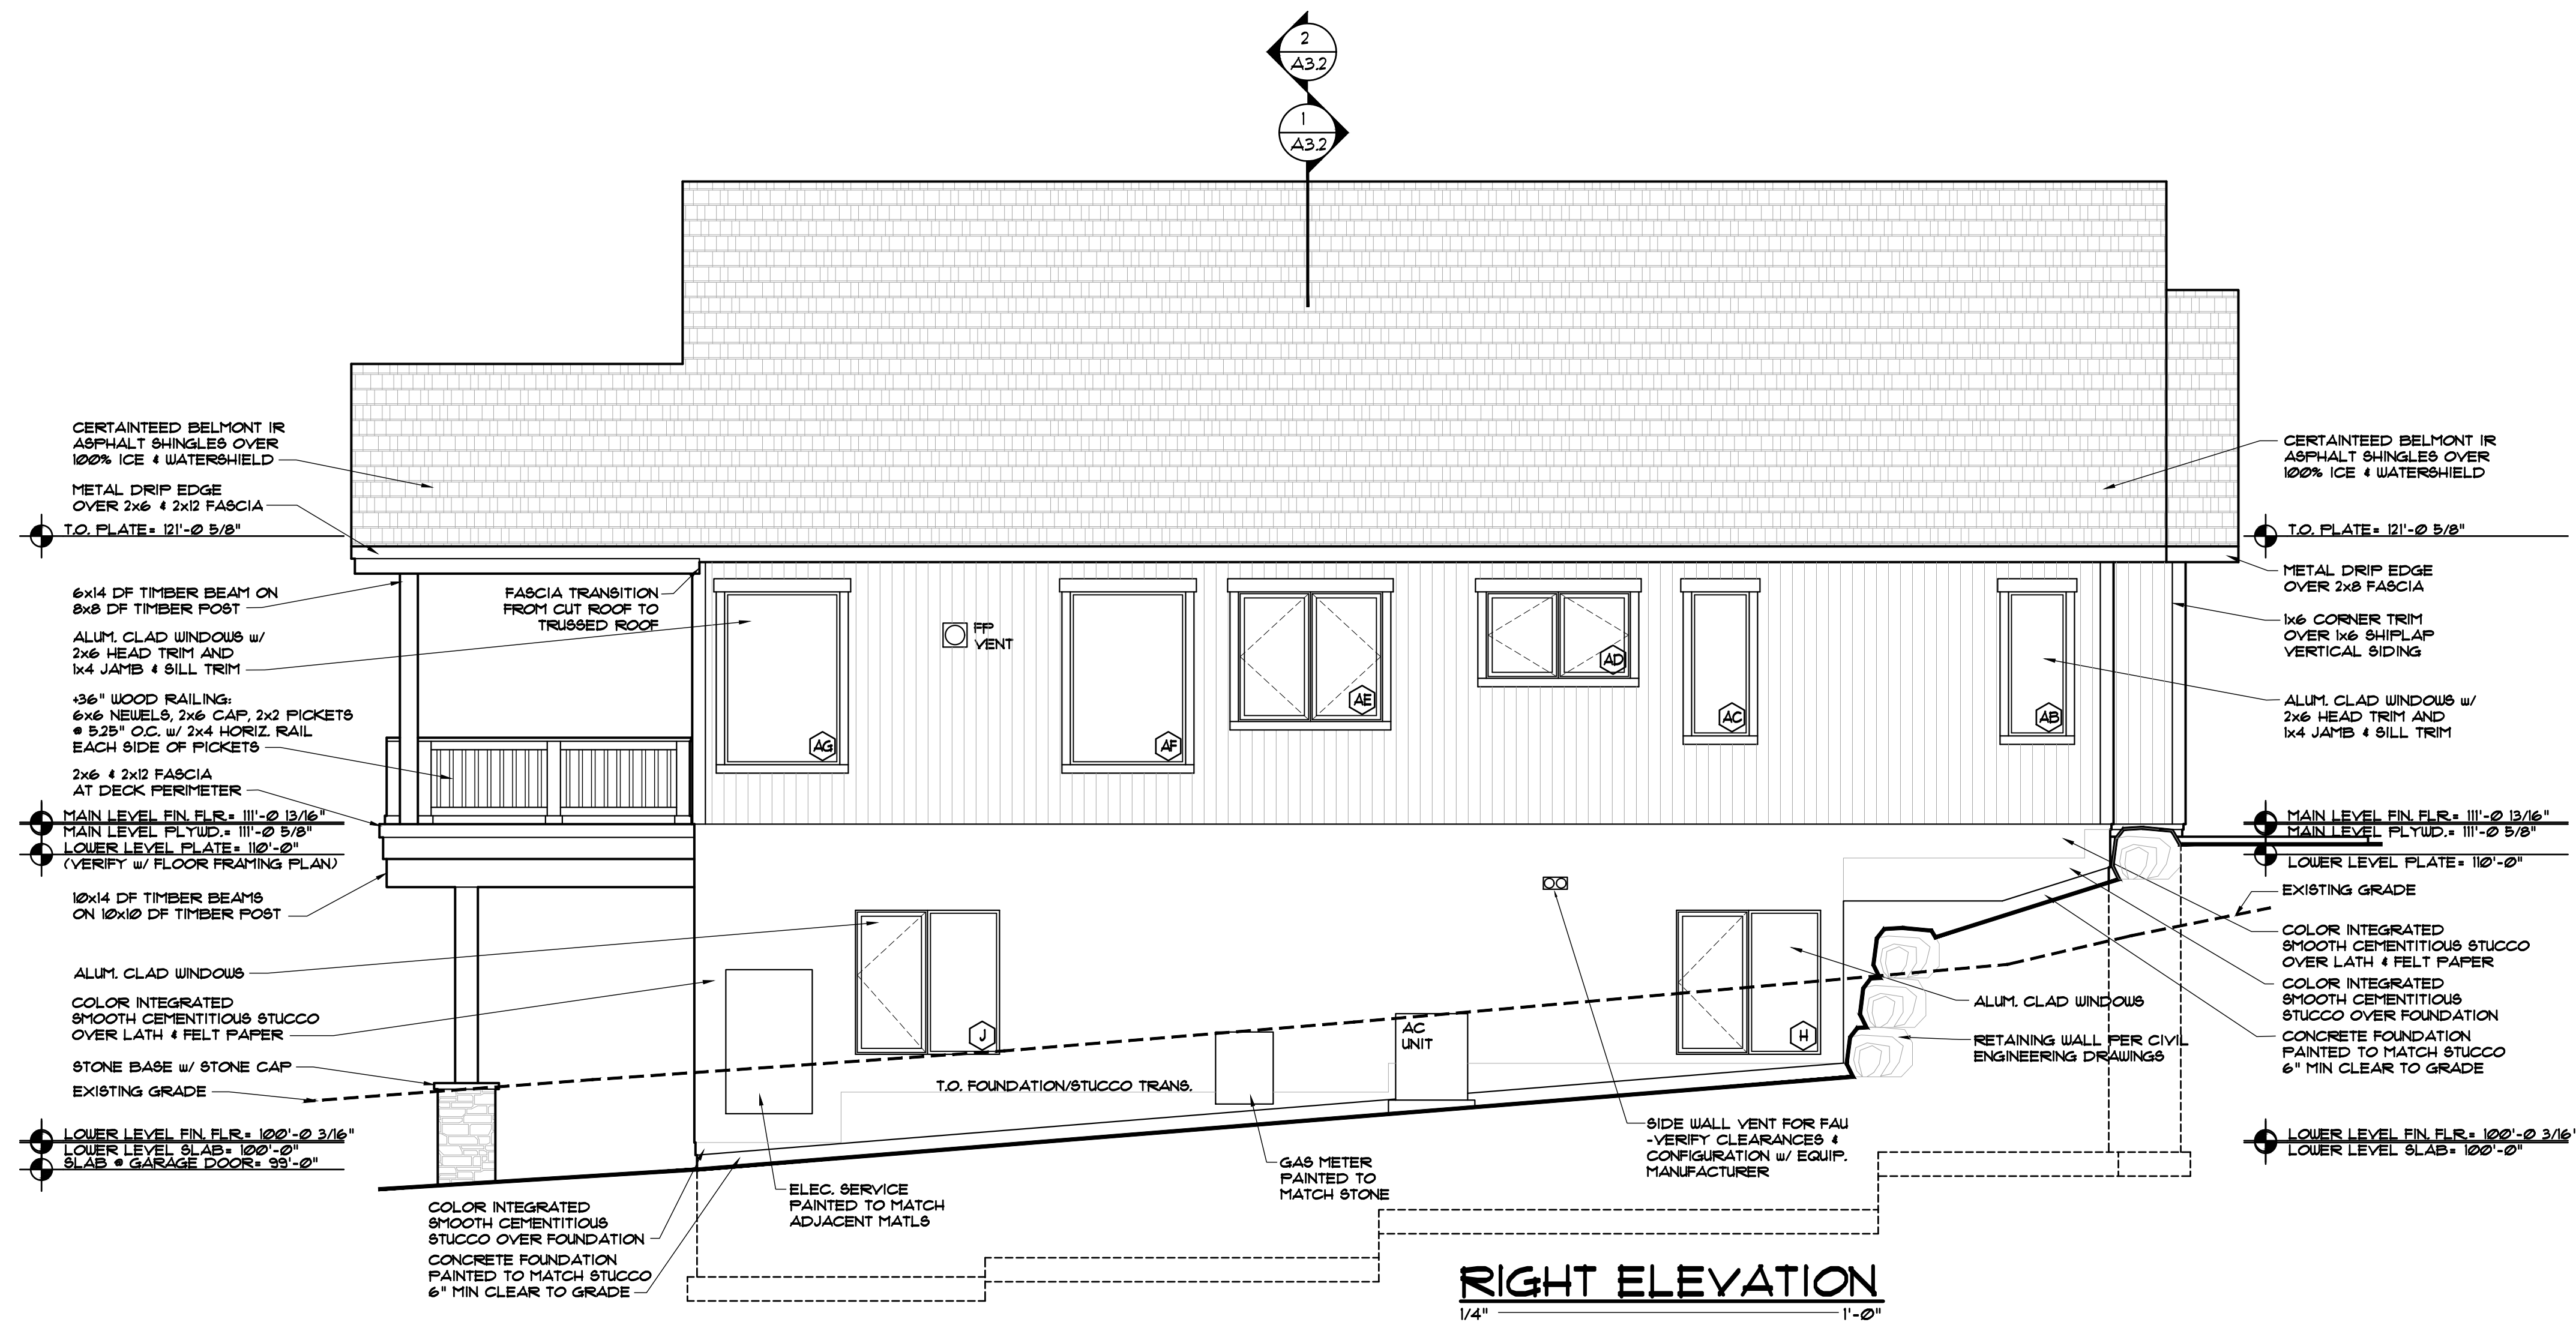 2
A3.2
1
A3.2
CERTAINTEED BELMONT IR
ASPHALT SHINGLES OVER
100% ICE & WATERSHIELD
METAL DRIP EDGE
OVER 2x6 & 2x12 FASCIA
T.O. PLATE= 121'-0 5/8"
6x14 DF TIMBER BEAM ON
8x8 DF TIMBER POST
ALUM. CLAD WINDOWS w/
2x6 HEAD TRIM AND
1x4 JAMB & SILL TRIM
+36" WOOD RAILING:
6x6 NEWELS, 2x6 CAP, 2x2 PICKETS
@ 5.25" O.C. w/ 2x4 HORIZ. RAIL
EACH SIDE OF PICKETS
2x6 & 2x12 FASCIA
AT DECK PERIMETER
MAIN LEVEL FIN. FLR.= 111'-0 13/16"
MAIN LEVEL PLYWD.= 111'-0 5/8"
LOWER LEVEL PLATE= 110'-0"
(VERIFY w/ FLOOR FRAMING PLAN)
10x14 DF TIMBER BEAMS
ON 10x10 DF TIMBER POST
ALUM. CLAD WINDOWS
COLOR INTEGRATED
SMOOTH CEMENTITIOUS STUCCO
OVER LATH & FELT PAPER
STONE BASE w/ STONE CAP
EXISTING GRADE
LOWER LEVEL FIN. FLR.= 100'-0 3/16"
LOWER LEVEL SLAB= 100'-0"
SLAB @ GARAGE DOOR= 99'-0"
FASCIA TRANSITION
FROM CUT ROOF TO
TRUSSED ROOF
FP
VENT
AG
AF
AE
AD
AC
AB
J
H
AC
UNIT
T.O. FOUNDATION/STUCCO TRANS.
COLOR INTEGRATED
SMOOTH CEMENTITIOUS
STUCCO OVER FOUNDATION
CONCRETE FOUNDATION
PAINTED TO MATCH STUCCO
6" MIN CLEAR TO GRADE
ELEC. SERVICE
PAINTED TO MATCH
ADJACENT MATLS
GAS METER
PAINTED TO
MATCH STONE
SIDE WALL VENT FOR FAU
-VERIFY CLEARANCES &
CONFIGURATION w/ EQUIP.
MANUFACTURER
ALUM. CLAD WINDOWS
RETAINING WALL PER CIVIL
ENGINEERING DRAWINGS
CERTAINTEED BELMONT IR
ASPHALT SHINGLES OVER
100% ICE & WATERSHIELD
T.O. PLATE= 121'-0 5/8"
METAL DRIP EDGE
OVER 2x8 FASCIA
1x6 CORNER TRIM
OVER 1x6 SHIPLAP
VERTICAL SIDING
ALUM. CLAD WINDOWS w/
2x6 HEAD TRIM AND
1x4 JAMB & SILL TRIM
MAIN LEVEL FIN. FLR.= 111'-0 13/16"
MAIN LEVEL PLYWD.= 111'-0 5/8"
LOWER LEVEL PLATE= 110'-0"
EXISTING GRADE
COLOR INTEGRATED
SMOOTH CEMENTITIOUS STUCCO
OVER LATH & FELT PAPER
COLOR INTEGRATED
SMOOTH CEMENTITIOUS
STUCCO OVER FOUNDATION
CONCRETE FOUNDATION
PAINTED TO MATCH STUCCO
6" MIN CLEAR TO GRADE
LOWER LEVEL FIN. FLR.= 100'-0 3/16"
LOWER LEVEL SLAB= 100'-0"
RIGHT ELEVATION
1/4" 1'-0"